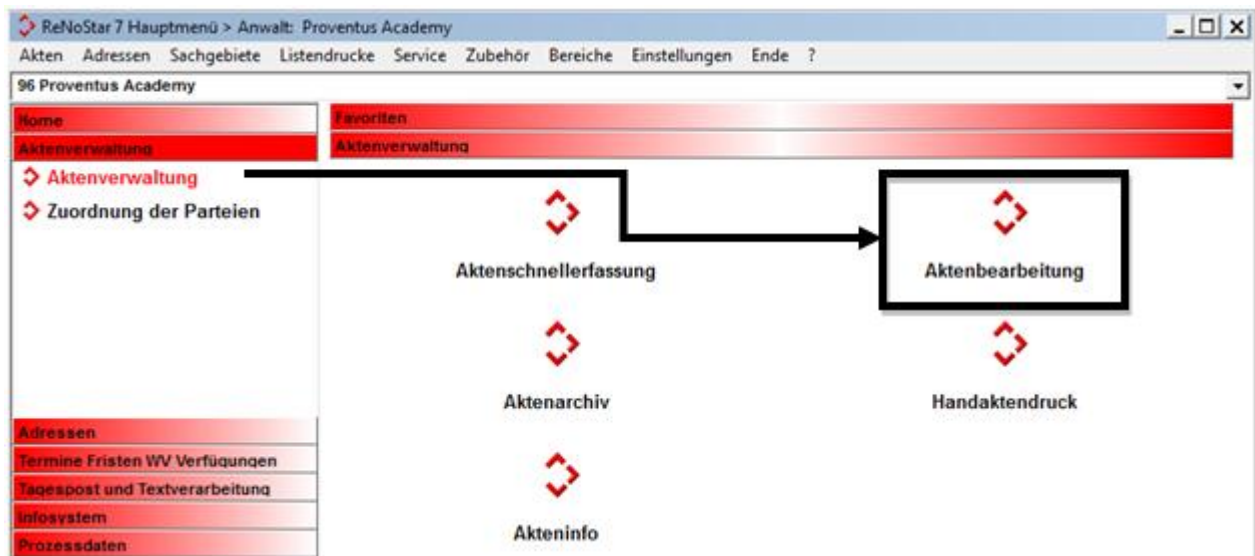 ReNoStar 7 Hauptmenü > Anwalt: Proventus Academy
Akten Adressen Sachgebiete Listendrucke Service Zubehör Bereiche Einstellungen Ende ?
96 Proventus Academy
Home
Favoriten
Aktenverwaltung
Aktenverwaltung
Aktenverwaltung
Zuordnung der Parteien
Aktenschnellerfassung
Aktenbearbeitung
Aktenarchiv
Handaktendruck
Akteninfo
Adressen
Termine Fristen WV Verfügungen
Tagespost und Textverarbeitung
Infosystem
Prozessdaten